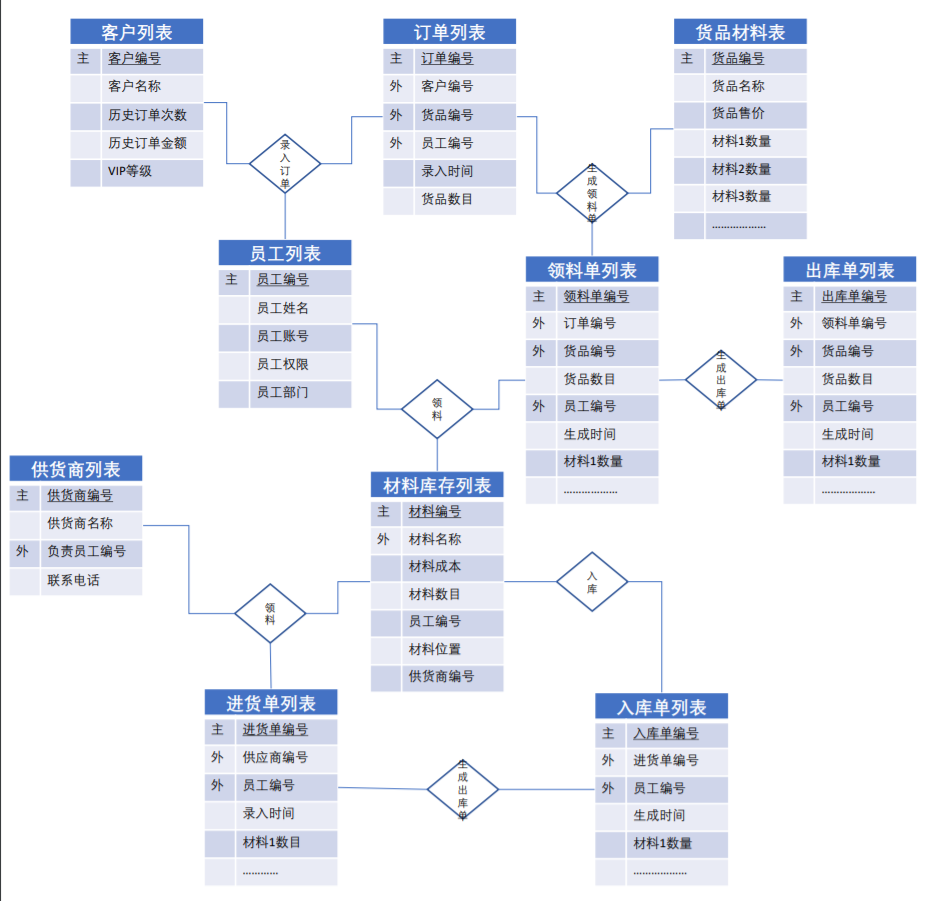 客户列表
主 客户编号
客户名称
历史订单次数
历史订单金额
VIP等级
订单列表
主 订单编号
外 客户编号
外 货品编号
外 员工编号
录入时间
货品数目
货品材料表
主 货品编号
货品名称
货品售价
材料1数量
材料2数量
材料3数量
………………
录入订单
生成领料单
员工列表
主 员工编号
员工姓名
员工账号
员工权限
员工部门
领料单列表
主 领料单编号
外 订单编号
外 货品编号
货品数目
外 员工编号
生成时间
材料1数量
………………
出库单列表
主 出库单编号
外 领料单编号
外 货品编号
货品数目
外 员工编号
生成时间
材料1数量
………………
生成出库单
领料
供货商列表
主 供货商编号
供货商名称
外 负责员工编号
联系电话
材料库存列表
主 材料编号
外 材料名称
材料成本
材料数目
员工编号
材料位置
供货商编号
入库
领料
进货单列表
主 进货单编号
外 供应商编号
外 员工编号
录入时间
材料1数目
…………
生成出库单
入库单列表
主 入库单编号
外 进货单编号
外 员工编号
生成时间
材料1数量
………………